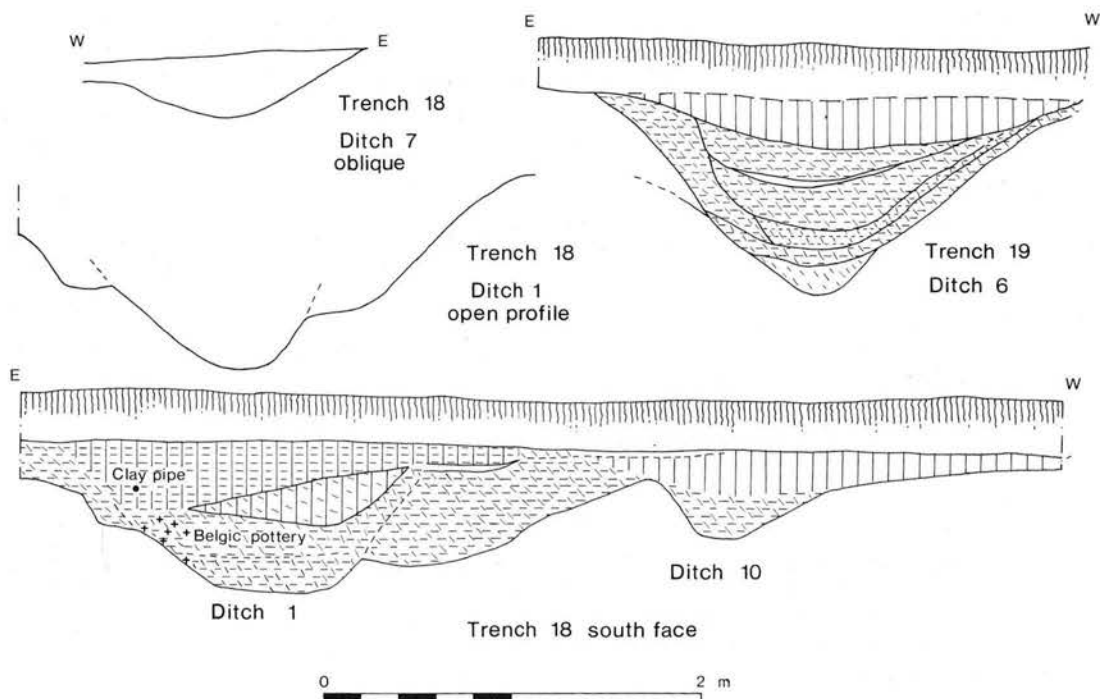 W E
Trench 18
Ditch 7
oblique
E W
Trench 19
Ditch 6
Trench 18
Ditch 1
open profile
E W
Clay pipe
Belgic pottery
Ditch 1
Ditch 10
Trench 18 south face
0 2 m